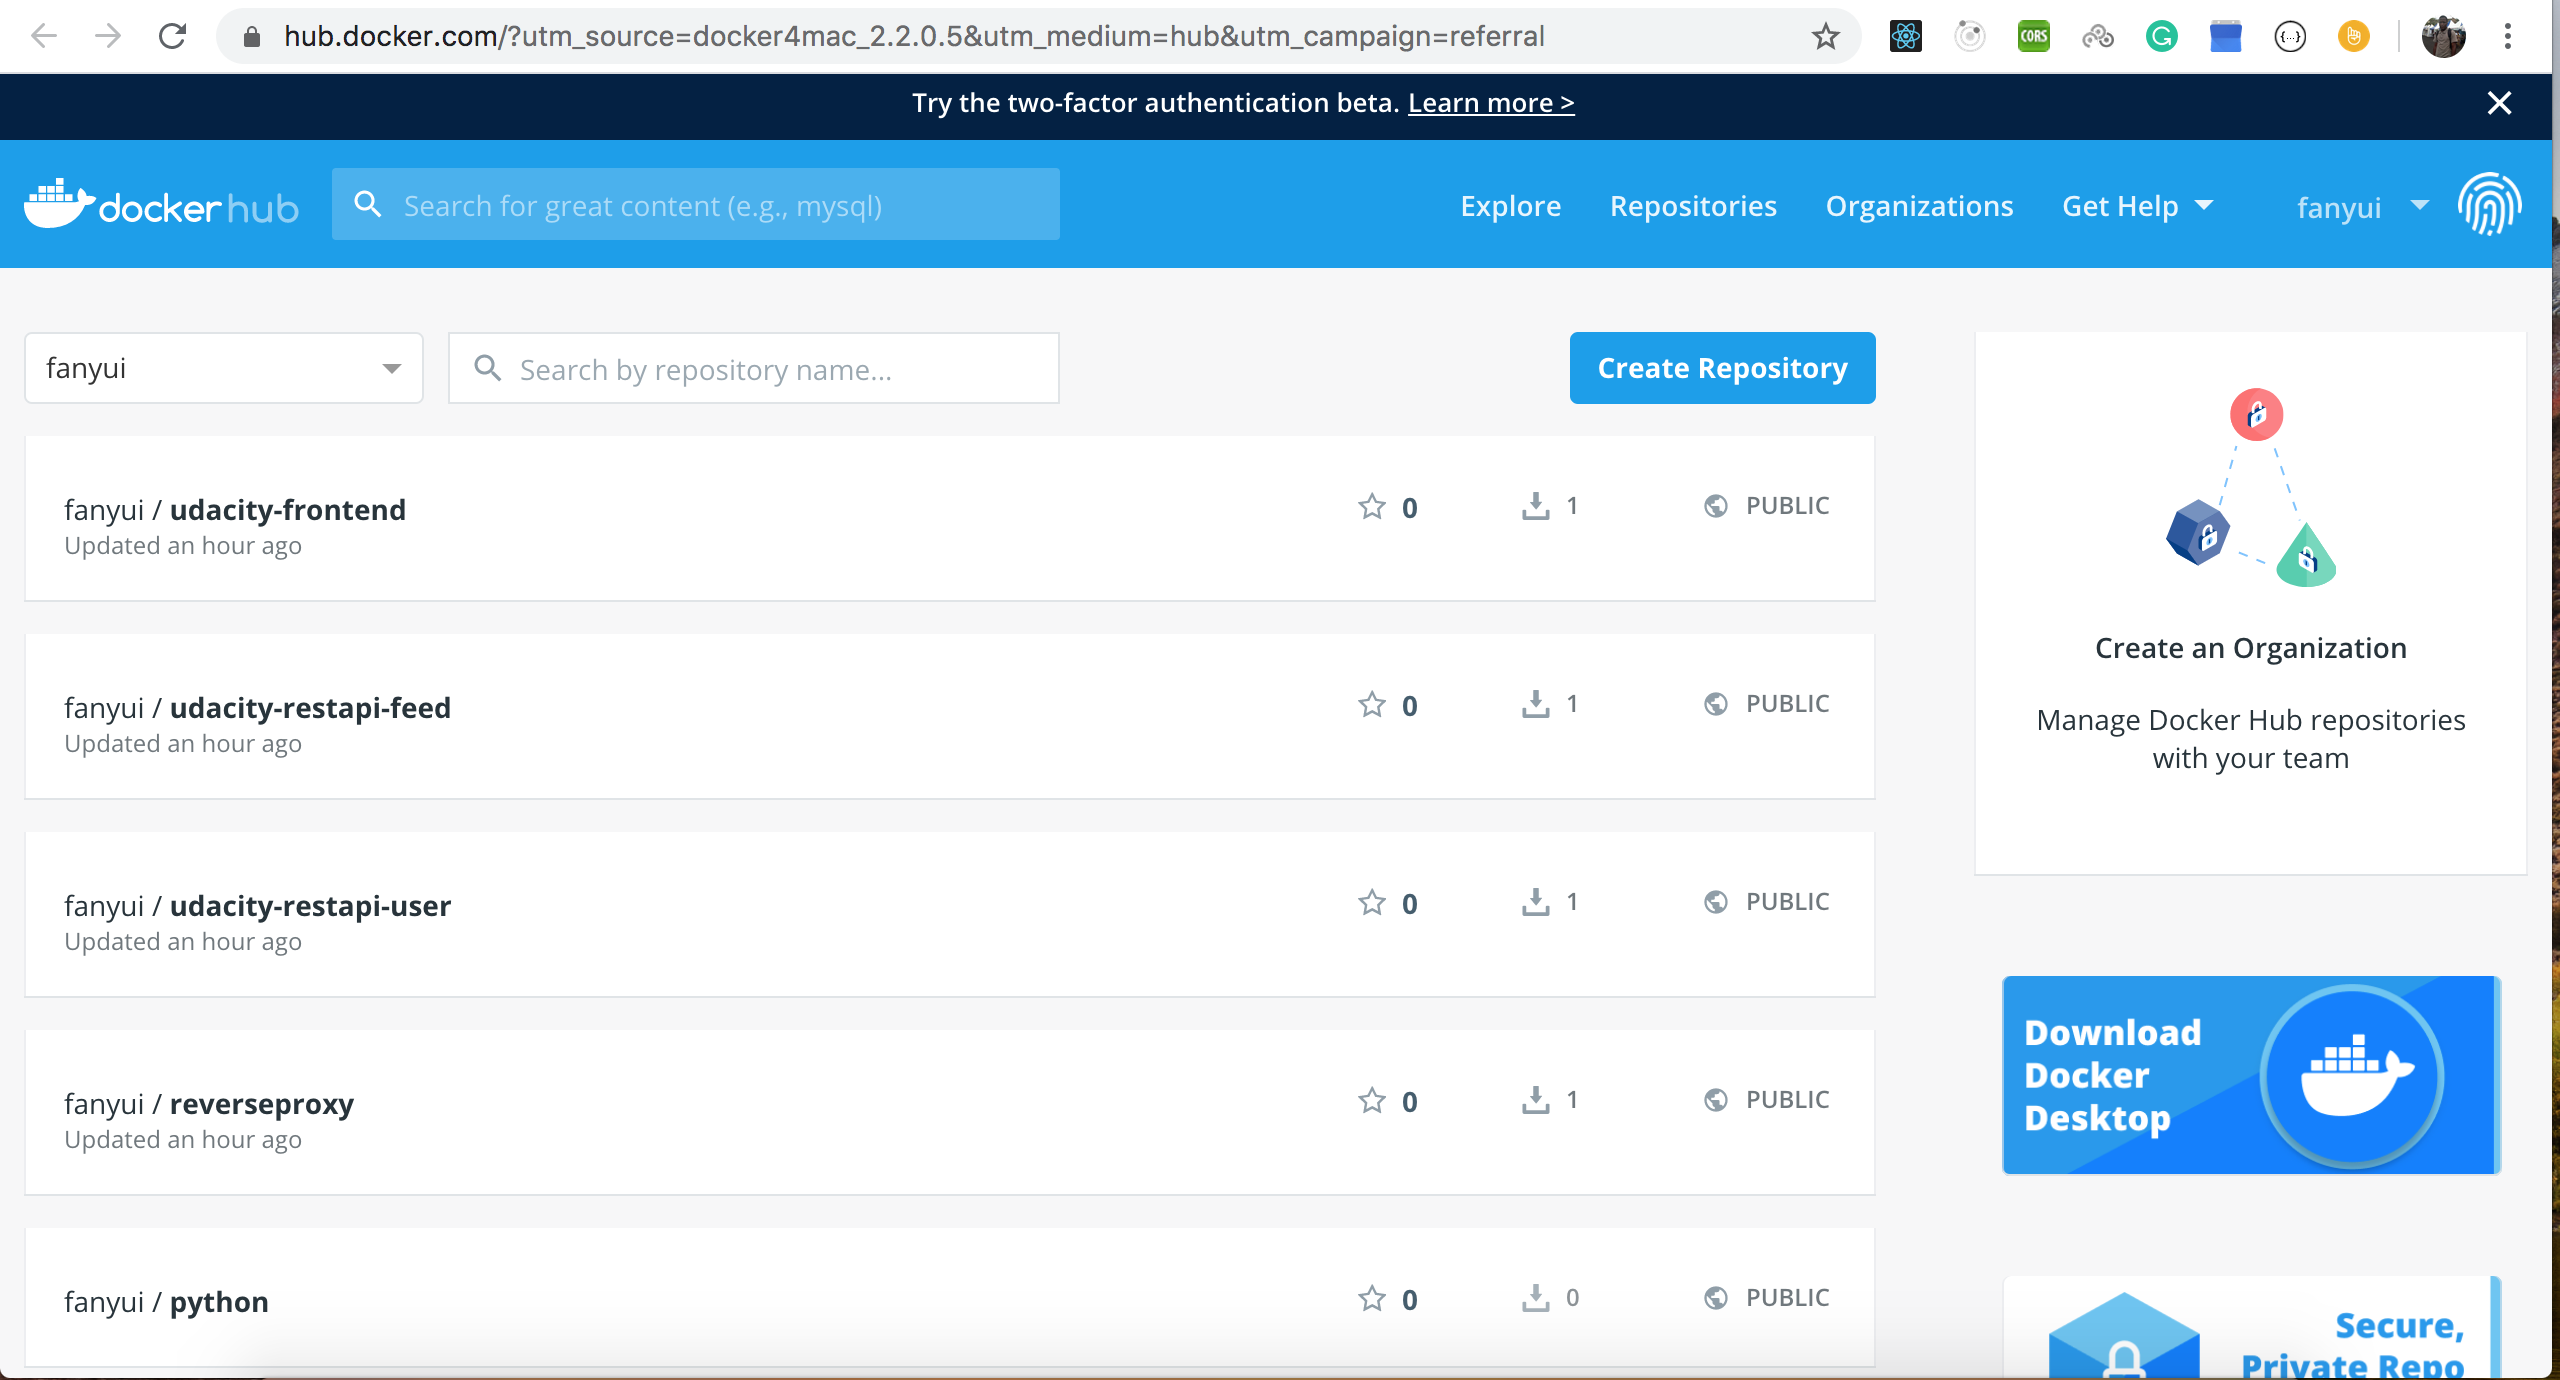 hub.docker.com/?utm_source=docker4mac_2.2.0.5&utm_medium=hub&utm_campaign=referral
CORS
Try the two-factor authentication beta. Learn more >
docker hub
Search for great content (e.g., mysql)
Explore
Repositories
Organizations
Get Help
fanyui
fanyui
Search by repository name...
Create Repository
fanyui / udacity-frontend
Updated an hour ago
0
1
PUBLIC
fanyui / udacity-restapi-feed
Updated an hour ago
0
1
PUBLIC
fanyui / udacity-restapi-user
Updated an hour ago
0
1
PUBLIC
fanyui / reverseproxy
Updated an hour ago
0
1
PUBLIC
fanyui / python
0
0
PUBLIC
Create an Organization
Manage Docker Hub repositories
with your team
Download
Docker
Desktop
Secure,
Private Repo